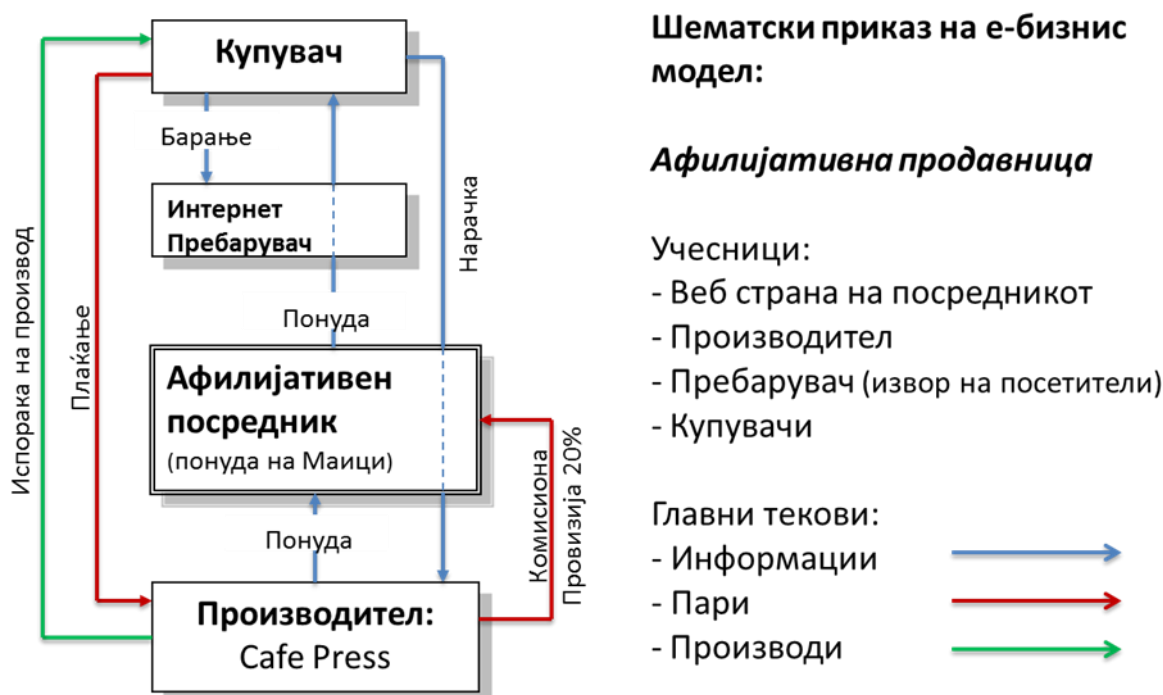 Купувач
Барање
Интернет
Пребарувач
Нарачка
Понуда
Испорака на производ
Плаќање
Афилијативен
посредник
(понуда на Маици)
Комисиона
Провизија 20%
Понуда
Производител:
Cafe Press
Шематски приказ на е-бизнис
модел:
Афилијативна продавница
Учесници:
- Веб страна на посредникот
- Производител
- Пребарувач (извор на посетители)
- Купувачи
Главни текови:
- Информации
- Пари
- Производи